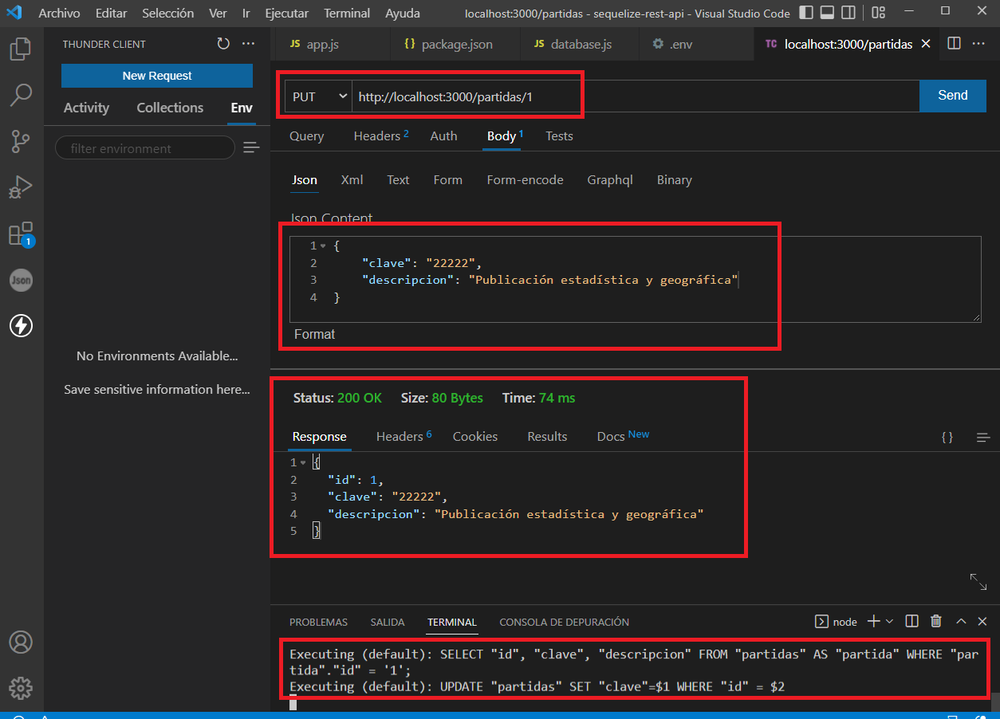 Archivo Editar Selección Ver Ir Ejecutar Terminal Ayuda localhost:3000/partidas - sequelize-rest-api - Visual Studio Code
THUNDER CLIENT
JS app.js {} package.json JS database.js .env TC localhost:3000/partidas
New Request
Activity Collections Env
filter environment
No Environments Available...
Save sensitive information here...
1
Json
PUT http://localhost:3000/partidas/1 Send
Query Headers 2 Auth Body 1 Tests
Json Xml Text Form Form-encode Graphql Binary
Json Content
1 {
2 "clave": "22222",
3 "descripcion": "Publicación estadística y geográfica"
4 }
Format
Status: 200 OK Size: 80 Bytes Time: 74 ms
Response Headers 6 Cookies Results Docs New {}
1 {
2 "id": 1,
3 "clave": "22222",
4 "descripcion": "Publicación estadística y geográfica"
5 }
PROBLEMAS SALIDA TERMINAL CONSOLA DE DEPURACIÓN node
Executing (default): SELECT "id", "clave", "descripcion" FROM "partidas" AS "partida" WHERE "par
tida"."id" = '1';
Executing (default): UPDATE "partidas" SET "clave"=$1 WHERE "id" = $2